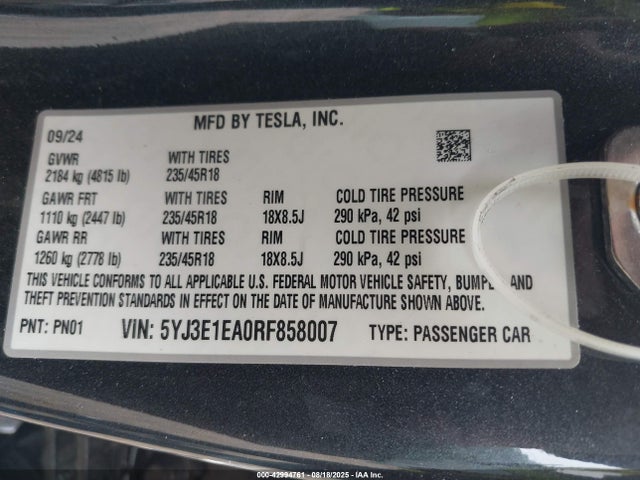 MFD BY TESLA, INC.
09/24
GVWR WITH TIRES
2184 kg (4815 lb) 235/45R18
GAWR FRT WITH TIRES RIM COLD TIRE PRESSURE
1110 kg (2447 lb) 235/45R18 18X8.5J 290 kPa, 42 psi
GAWR RR WITH TIRES RIM COLD TIRE PRESSURE
1260 kg (2778 lb) 235/45R18 18X8.5J 290 kPa, 42 psi
THIS VEHICLE CONFORMS TO ALL APPLICABLE U.S. FEDERAL MOTOR VEHICLE SAFETY, BUMPE AND
THEFT PREVENTION STANDARDS IN EFFECT ON THE DATE OF MANUFACTURE SHOWN ABOVE.
PNT: PN01 VIN: 5YJ3E1EA0RF858007 TYPE: PASSENGER CAR
000-42994761 - 08/18/2025 - © IAA, Inc.